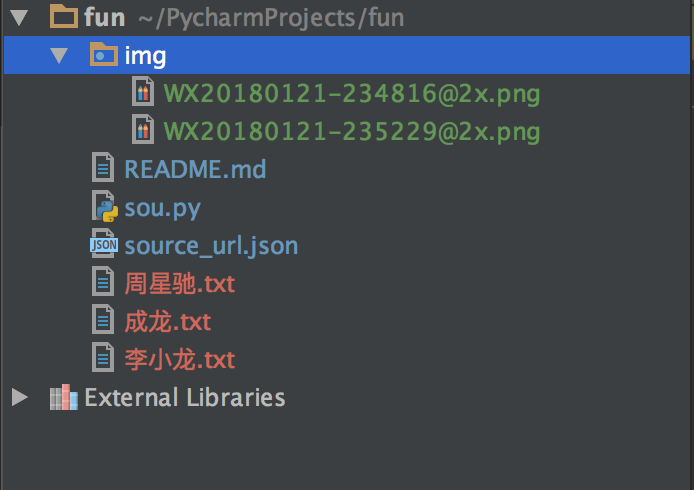 fun ~/PycharmProjects/fun
img
WX20180121-234816@2x.png
WX20180121-235229@2x.png
README.md
sou.py
JSON source_url.json
周星驰.txt
成龙.txt
李小龙.txt
External Libraries